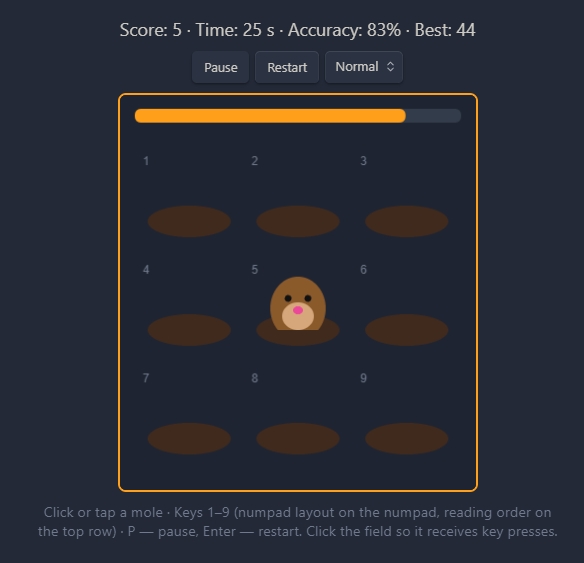 Score: 5 · Time: 25 s · Accuracy: 83% · Best: 44
Pause Restart Normal
1 2 3
4 5 6
7 8 9
Click or tap a mole · Keys 1–9 (numpad layout on the numpad, reading order on
the top row) · P — pause, Enter — restart. Click the field so it receives key presses.